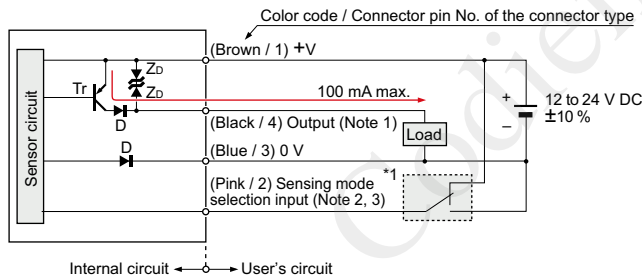 Color code / Connector pin No. of the connector type
(Brown / 1) +V
Tr
ZD
ZD
100 mA max.
12 to 24 V DC
±10 %
+
–
D
(Black / 4) Output (Note 1)
Load
D
(Blue / 3) 0 V
Sensor circuit
*1
(Pink / 2) Sensing mode
selection input (Note 2, 3)
Internal circuit
User's circuit